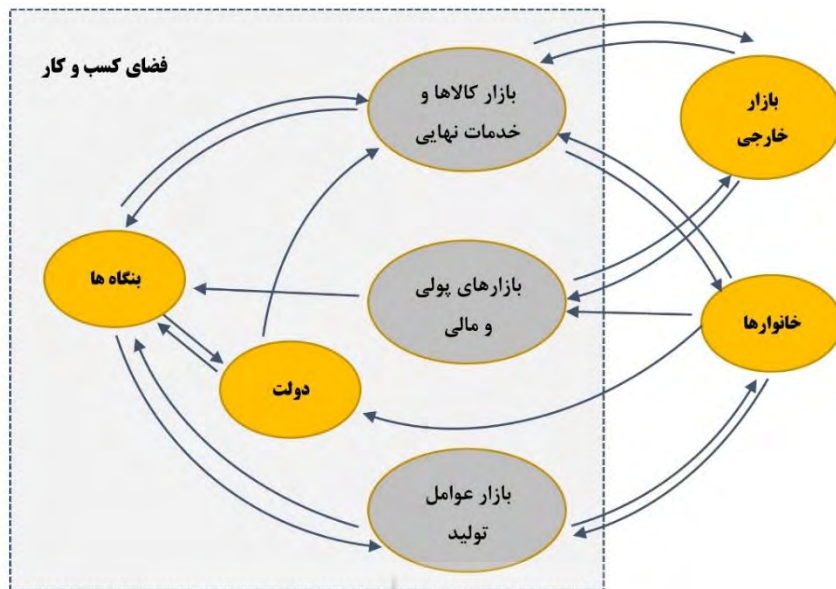 فضای کسب و کار
بازار کالاها و
خدمات نهایی
بازار
خارجی
بنگاه ها
بازارهای پولی
و مالی
خانوارها
دولت
بازار عوامل
تولید